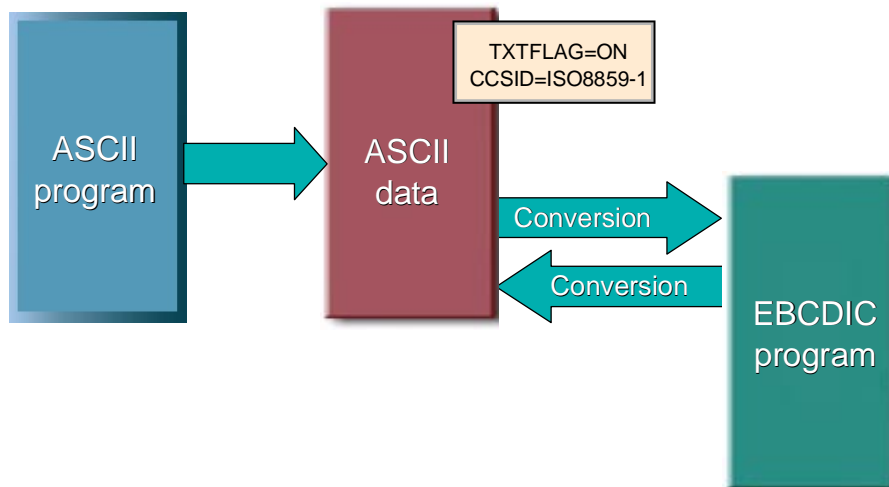 TXTFLAG=ON
CCSID=ISO8859-1
ASCII
program
ASCII
data
Conversion
Conversion
EBCDIC
program